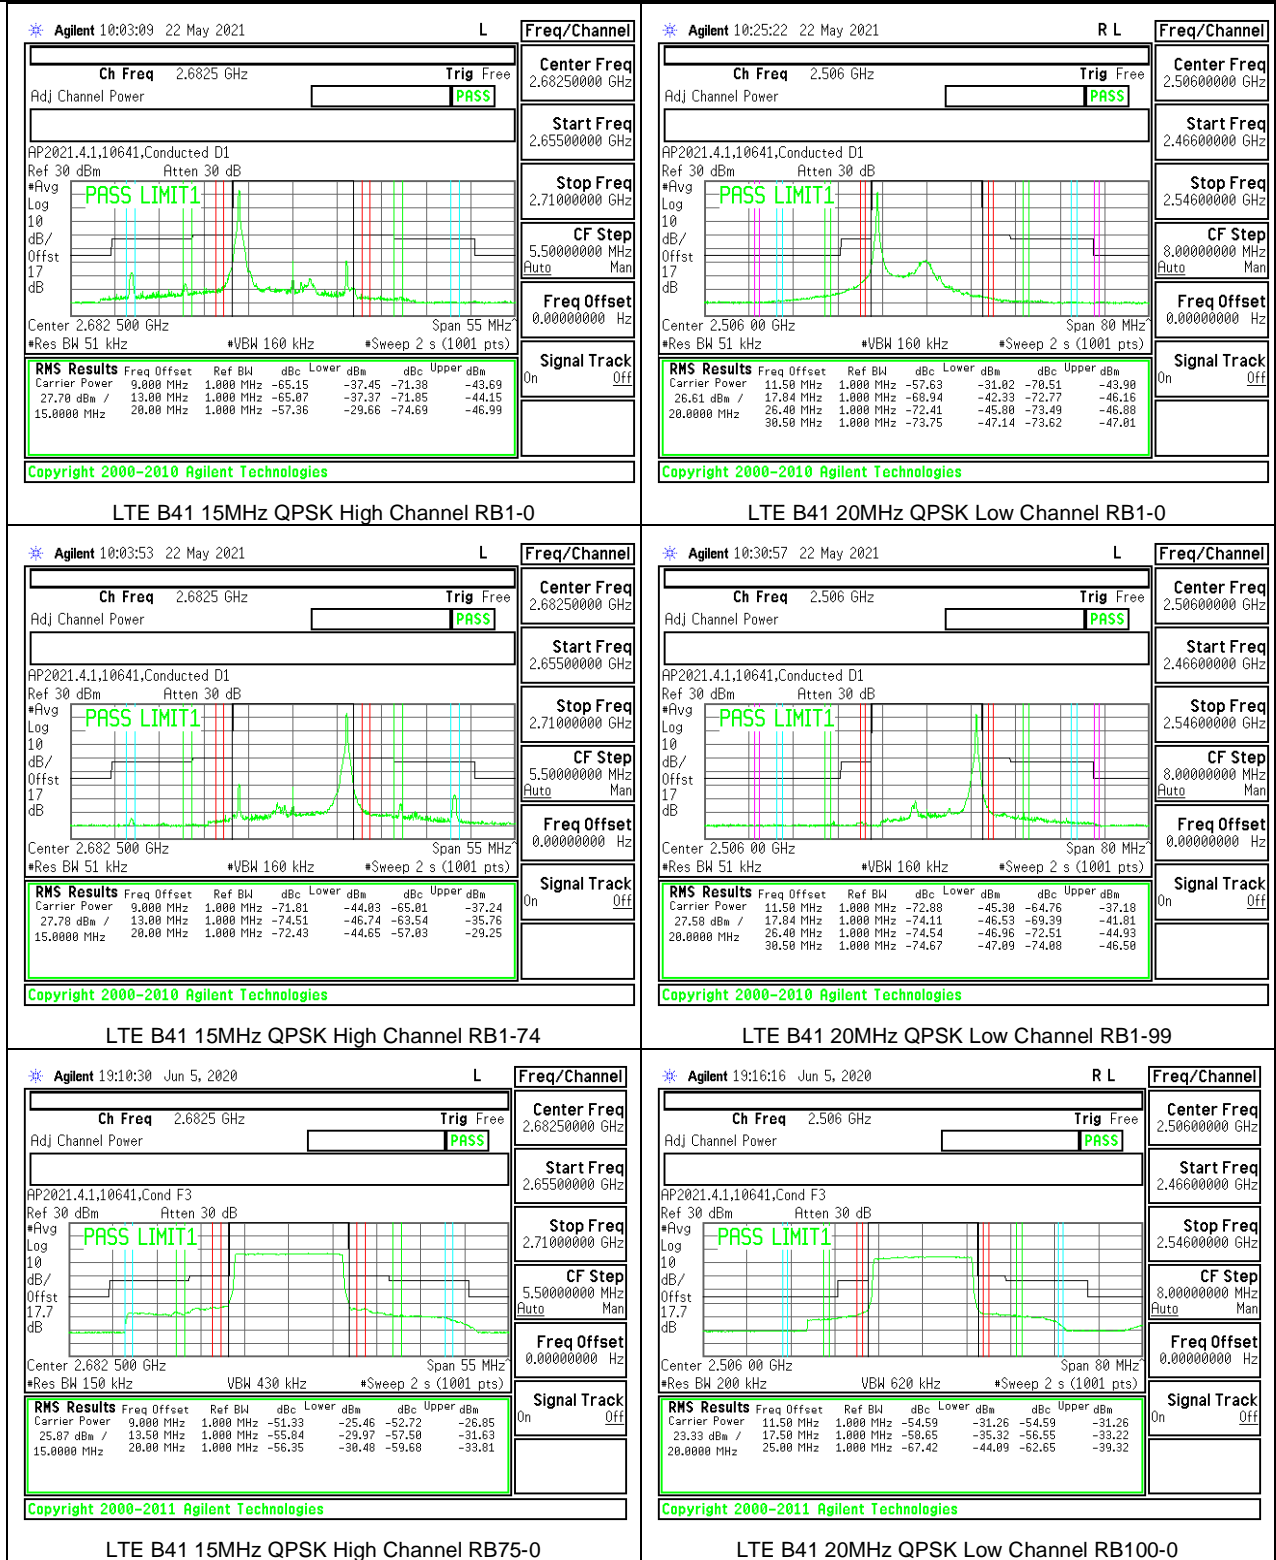 Agilent 10:03:09 22 May 2021 L
Freq/Channel
Ch Freq 2.6825 GHz Trig Free
Adj Channel Power PASS
AP2021.4.1,10641,Conducted D1
Ref 30 dBm Atten 30 dB
#Avg
Log
10
dB/
Offst
17
dB
PASS LIMIT1
Center 2.682 500 GHz Span 55 MHz^
#Res BW 51 kHz #VBW 160 kHz #Sweep 2 s (1001 pts)
RMS Results Freq Offset Ref BW dBc Lower dBm dBc Upper dBm
Carrier Power 9.000 MHz 1.000 MHz -65.15 -37.45 -71.38 -43.69
27.70 dBm / 13.00 MHz 1.000 MHz -65.07 -37.37 -71.85 -44.15
15.0000 MHz 20.00 MHz 1.000 MHz -57.36 -29.66 -74.69 -46.99
Copyright 2000-2010 Agilent Technologies
Center Freq
2.68250000 GHz
Start Freq
2.65500000 GHz
Stop Freq
2.71000000 GHz
CF Step
5.50000000 MHz
Auto Man
Freq Offset
0.00000000 Hz
Signal Track
On Off
LTE B41 15MHz QPSK High Channel RB1-0
Agilent 10:25:22 22 May 2021 R L
Freq/Channel
Ch Freq 2.506 GHz Trig Free
Adj Channel Power PASS
AP2021.4.1,10641,Conducted D1
Ref 30 dBm Atten 30 dB
#Avg
Log
10
dB/
Offst
17
dB
PASS LIMIT1
Center 2.506 00 GHz Span 80 MHz^
#Res BW 51 kHz #VBW 160 kHz #Sweep 2 s (1001 pts)
RMS Results Freq Offset Ref BW dBc Lower dBm dBc Upper dBm
Carrier Power 11.50 MHz 1.000 MHz -57.63 -31.02 -70.51 -43.90
26.61 dBm / 17.84 MHz 1.000 MHz -68.94 -42.33 -72.77 -46.16
20.0000 MHz 26.40 MHz 1.000 MHz -72.41 -45.80 -73.49 -46.88
30.50 MHz 1.000 MHz -73.75 -47.14 -73.62 -47.01
Copyright 2000-2010 Agilent Technologies
Center Freq
2.50600000 GHz
Start Freq
2.46600000 GHz
Stop Freq
2.54600000 GHz
CF Step
8.00000000 MHz
Auto Man
Freq Offset
0.00000000 Hz
Signal Track
On Off
LTE B41 20MHz QPSK Low Channel RB1-0
Agilent 10:03:53 22 May 2021 L
Freq/Channel
Ch Freq 2.6825 GHz Trig Free
Adj Channel Power PASS
AP2021.4.1,10641,Conducted D1
Ref 30 dBm Atten 30 dB
#Avg
Log
10
dB/
Offst
17
dB
PASS LIMIT1
Center 2.682 500 GHz Span 55 MHz^
#Res BW 51 kHz #VBW 160 kHz #Sweep 2 s (1001 pts)
RMS Results Freq Offset Ref BW dBc Lower dBm dBc Upper dBm
Carrier Power 9.000 MHz 1.000 MHz -71.81 -44.03 -65.01 -37.24
27.78 dBm / 13.00 MHz 1.000 MHz -74.51 -46.74 -63.54 -35.76
15.0000 MHz 20.00 MHz 1.000 MHz -72.43 -44.65 -57.03 -29.25
Copyright 2000-2010 Agilent Technologies
Center Freq
2.68250000 GHz
Start Freq
2.65500000 GHz
Stop Freq
2.71000000 GHz
CF Step
5.50000000 MHz
Auto Man
Freq Offset
0.00000000 Hz
Signal Track
On Off
LTE B41 15MHz QPSK High Channel RB1-74
Agilent 10:30:57 22 May 2021 L
Freq/Channel
Ch Freq 2.506 GHz Trig Free
Adj Channel Power PASS
AP2021.4.1,10641,Conducted D1
Ref 30 dBm Atten 30 dB
#Avg
Log
10
dB/
Offst
17
dB
PASS LIMIT1
Center 2.506 00 GHz Span 80 MHz^
#Res BW 51 kHz #VBW 160 kHz #Sweep 2 s (1001 pts)
RMS Results Freq Offset Ref BW dBc Lower dBm dBc Upper dBm
Carrier Power 11.50 MHz 1.000 MHz -72.88 -45.30 -64.76 -37.18
27.58 dBm / 17.84 MHz 1.000 MHz -74.11 -46.53 -69.39 -41.81
20.0000 MHz 26.40 MHz 1.000 MHz -74.54 -46.96 -72.51 -44.93
30.50 MHz 1.000 MHz -74.67 -47.09 -74.08 -46.50
Copyright 2000-2010 Agilent Technologies
Center Freq
2.50600000 GHz
Start Freq
2.46600000 GHz
Stop Freq
2.54600000 GHz
CF Step
8.00000000 MHz
Auto Man
Freq Offset
0.00000000 Hz
Signal Track
On Off
LTE B41 20MHz QPSK Low Channel RB1-99
Agilent 19:10:30 Jun 5, 2020 L
Freq/Channel
Ch Freq 2.6825 GHz Trig Free
Adj Channel Power PASS
AP2021.4.1,10641,Cond F3
Ref 30 dBm Atten 30 dB
#Avg
Log
10
dB/
Offst
17.7
dB
PASS LIMIT1
Center 2.682 500 GHz Span 55 MHz^
#Res BW 150 kHz VBW 430 kHz #Sweep 2 s (1001 pts)
RMS Results Freq Offset Ref BW dBc Lower dBm dBc Upper dBm
Carrier Power 9.000 MHz 1.000 MHz -51.33 -25.46 -52.72 -26.85
25.87 dBm / 13.50 MHz 1.000 MHz -55.84 -29.97 -57.50 -31.63
15.0000 MHz 20.00 MHz 1.000 MHz -56.35 -30.48 -59.68 -33.81
Copyright 2000-2011 Agilent Technologies
Center Freq
2.68250000 GHz
Start Freq
2.65500000 GHz
Stop Freq
2.71000000 GHz
CF Step
5.50000000 MHz
Auto Man
Freq Offset
0.00000000 Hz
Signal Track
On Off
LTE B41 15MHz QPSK High Channel RB75-0
Agilent 19:16:16 Jun 5, 2020 R L
Freq/Channel
Ch Freq 2.506 GHz Trig Free
Adj Channel Power PASS
AP2021.4.1,10641,Cond F3
Ref 30 dBm Atten 30 dB
#Avg
Log
10
dB/
Offst
17.7
dB
PASS LIMIT1
Center 2.506 00 GHz Span 80 MHz^
#Res BW 200 kHz VBW 620 kHz #Sweep 2 s (1001 pts)
RMS Results Freq Offset Ref BW dBc Lower dBm dBc Upper dBm
Carrier Power 11.50 MHz 1.000 MHz -54.59 -31.26 -54.59 -31.26
23.33 dBm / 17.50 MHz 1.000 MHz -58.65 -35.32 -56.55 -33.22
20.0000 MHz 25.00 MHz 1.000 MHz -67.42 -44.09 -62.65 -39.32
Copyright 2000-2011 Agilent Technologies
Center Freq
2.50600000 GHz
Start Freq
2.46600000 GHz
Stop Freq
2.54600000 GHz
CF Step
8.00000000 MHz
Auto Man
Freq Offset
0.00000000 Hz
Signal Track
On Off
LTE B41 20MHz QPSK Low Channel RB100-0